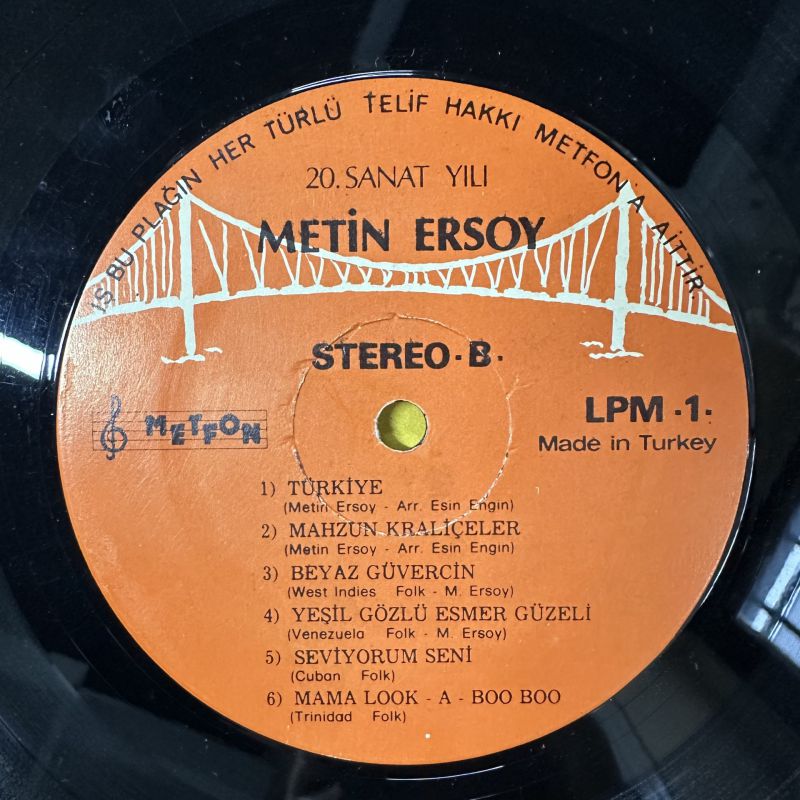 İŞ BU PLAĞIN HER TÜRLÜ TELİF HAKKI METFON'A AİTTİR.
20. SANAT YILI
METİN ERSOY
STEREO · B ·
LPM · 1 ·
Made in Turkey
METFON
1) TÜRKİYE
(Metin Ersoy - Arr. Esin Engin)
2) MAHZUN KRALİÇELER
(Metin Ersoy - Arr. Esin Engin)
3) BEYAZ GÜVERCİN
(West Indies Folk - M. Ersoy)
4) YEŞİL GÖZLÜ ESMER GÜZELİ
(Venezuela Folk - M. Ersoy)
5) SEVİYORUM SENİ
(Cuban Folk)
6) MAMA LOOK - A - BOO BOO
(Trinidad Folk)